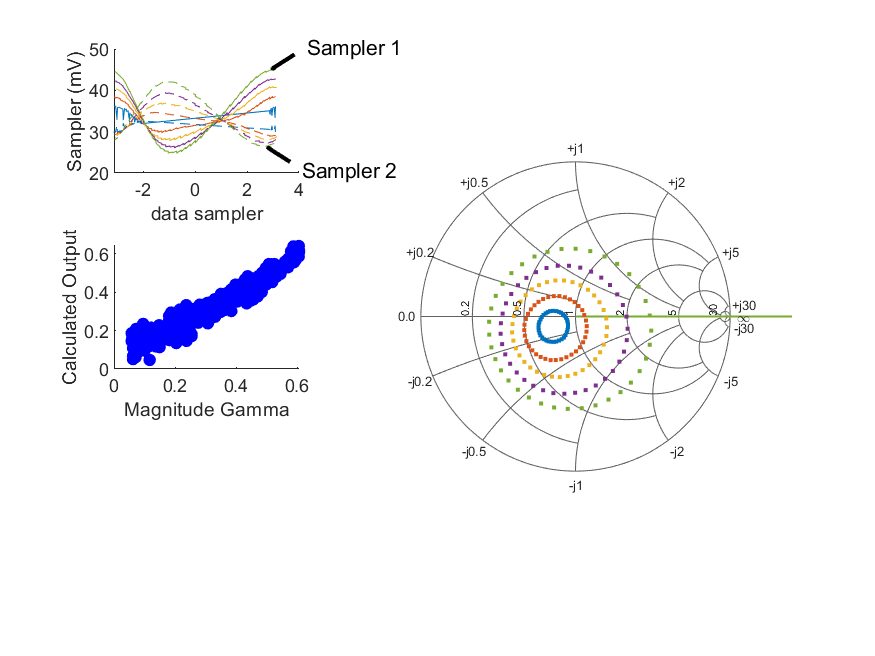 Sampler 1
50
40
30
20
Sampler (mV)
-2
0
2
4
Sampler 2
data sampler
0.6
0.4
0.2
0
Calculated Output
0
0.2
0.4
0.6
Magnitude Gamma
+j1
+j0.5
+j2
+j0.2
+j5
0.0
0.2
0.5
1
2
5
30
+j30
-j30
-j0.2
-j5
-j0.5
-j2
-j1